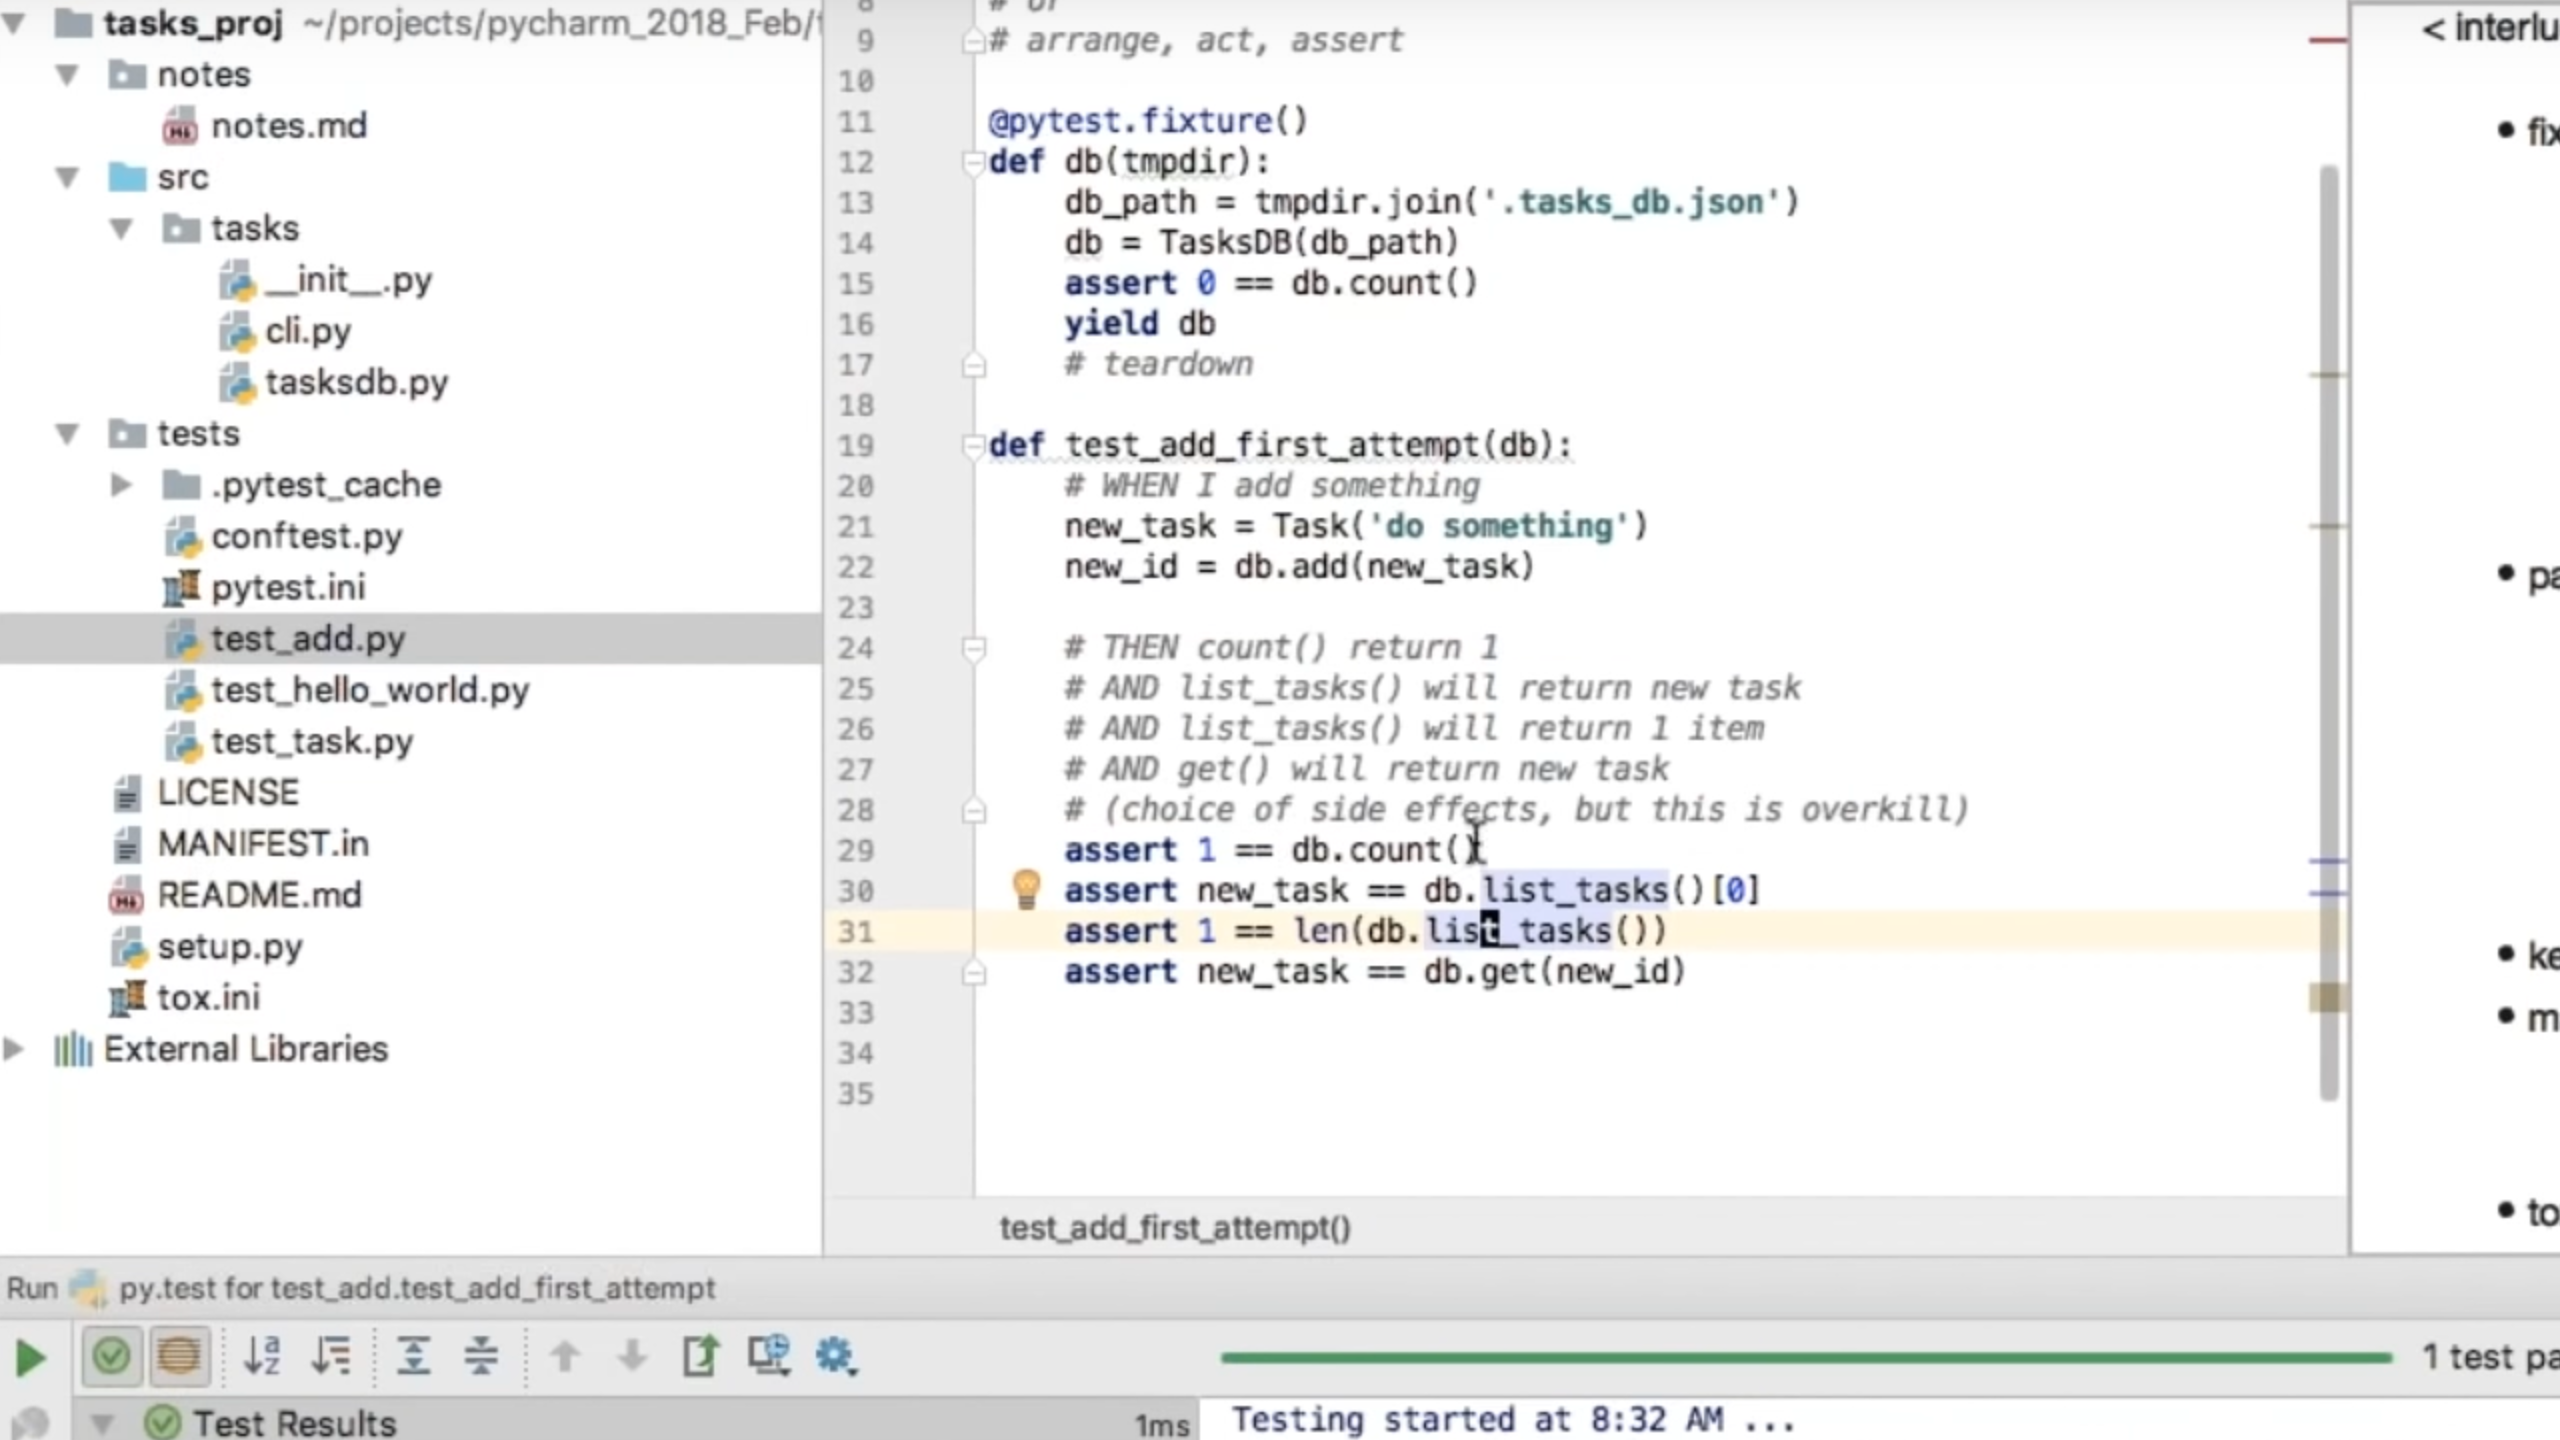 tasks_proj ~/projects/pycharm_2018_Feb/
notes
notes.md
src
tasks
__init__.py
cli.py
tasksdb.py
tests
.pytest_cache
conftest.py
pytest.ini
test_add.py
test_hello_world.py
test_task.py
LICENSE
MANIFEST.in
README.md
setup.py
tox.ini
External Libraries
8 # or
9 # arrange, act, assert
10
11 @pytest.fixture()
12 def db(tmpdir):
13 db_path = tmpdir.join('.tasks_db.json')
14 db = TasksDB(db_path)
15 assert 0 == db.count()
16 yield db
17 # teardown
18
19 def test_add_first_attempt(db):
20 # WHEN I add something
21 new_task = Task('do something')
22 new_id = db.add(new_task)
23
24 # THEN count() return 1
25 # AND list_tasks() will return new task
26 # AND list_tasks() will return 1 item
27 # AND get() will return new task
28 # (choice of side effects, but this is overkill)
29 assert 1 == db.count()
30 assert new_task == db.list_tasks()[0]
31 assert 1 == len(db.list_tasks())
32 assert new_task == db.get(new_id)
33
34
35
test_add_first_attempt()
< interlu
• fix
• pa
• ke
• m
• to
Run py.test for test_add.test_add_first_attempt
1 test pa
Test Results 1ms
Testing started at 8:32 AM ...